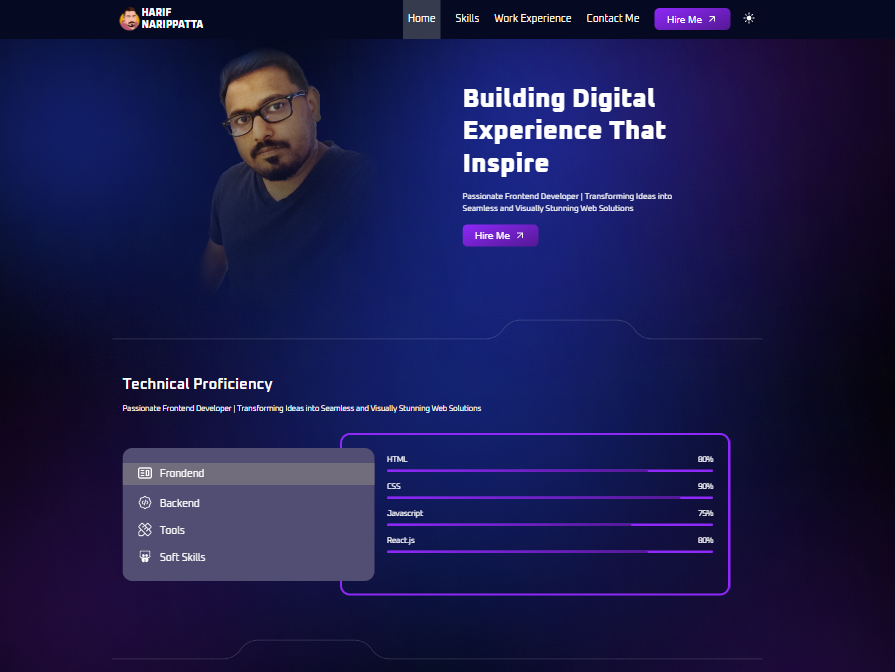 HARIF
NARIPPATTA
Home
Skills
Work Experience
Contact Me
Hire Me
Building Digital
Experience That
Inspire
Passionate Frontend Developer | Transforming Ideas into
Seamless and Visually Stunning Web Solutions
Hire Me
Technical Proficiency
Passionate Frontend Developer | Transforming Ideas into Seamless and Visually Stunning Web Solutions
Frondend
Backend
Tools
Soft Skills
HTML 80%
CSS 90%
Javascript 75%
React.js 80%